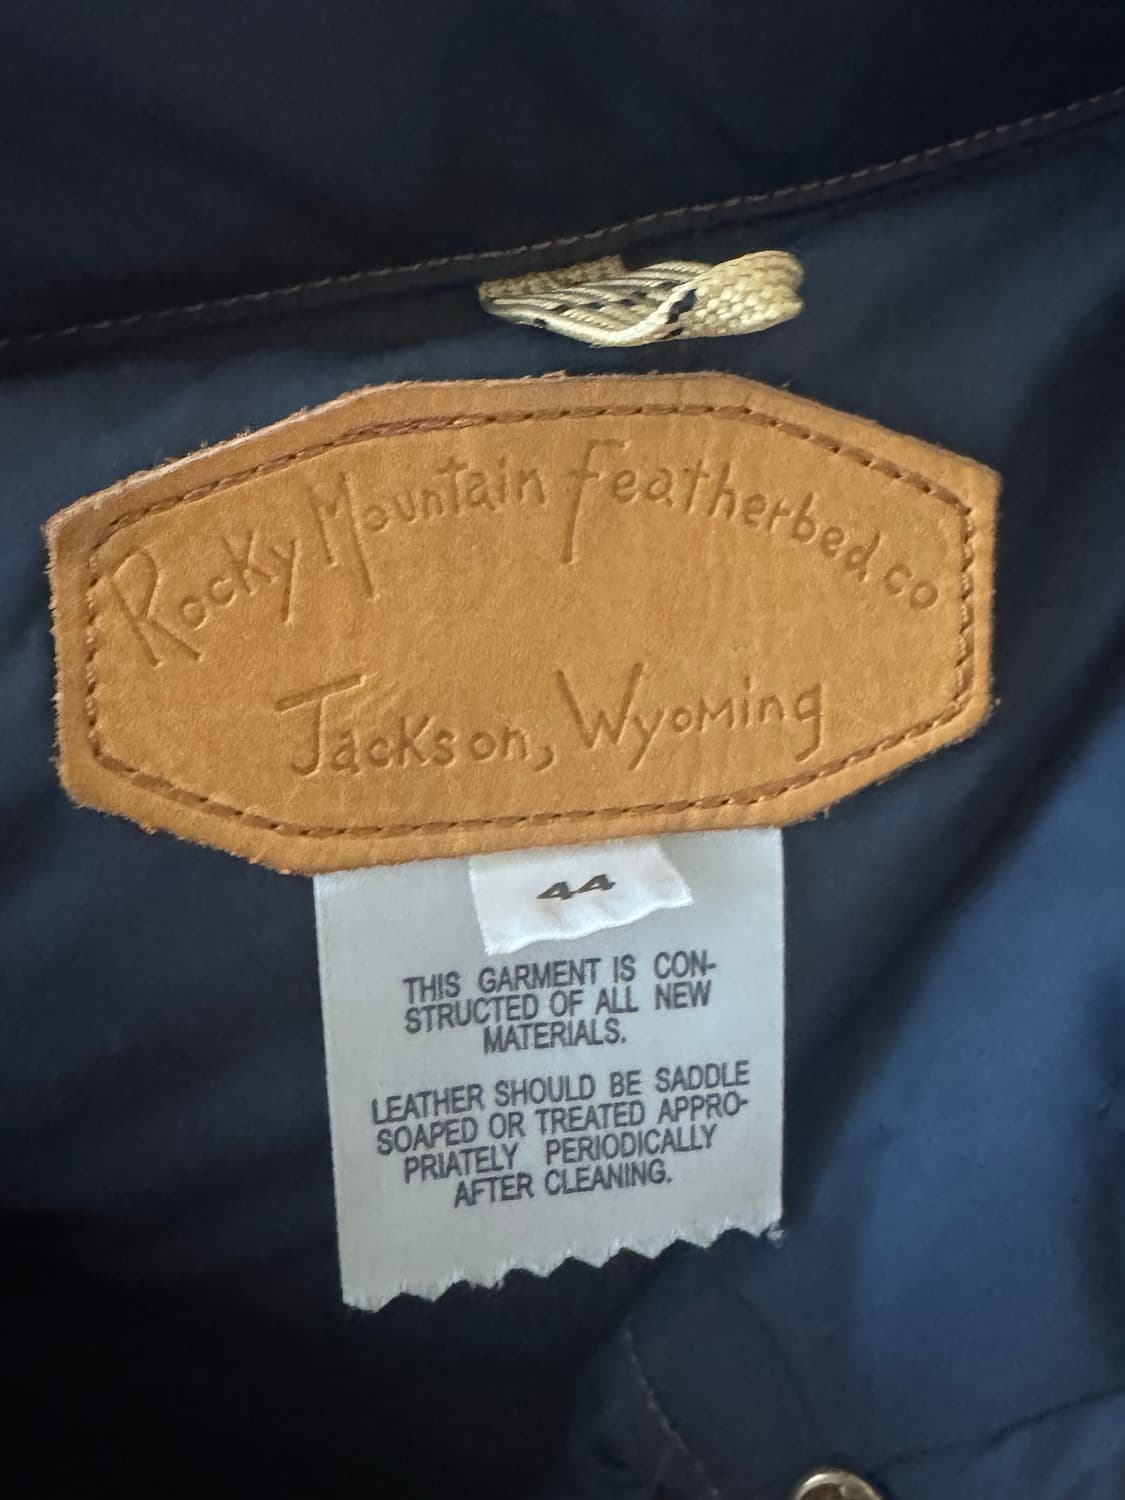 Rocky Mountain Featherbed co
Jackson, Wyoming
44
THIS GARMENT IS CON-
STRUCTED OF ALL NEW
MATERIALS.
LEATHER SHOULD BE SADDLE
SOAPED OR TREATED APPRO-
PRIATELY PERIODICALLY
AFTER CLEANING.